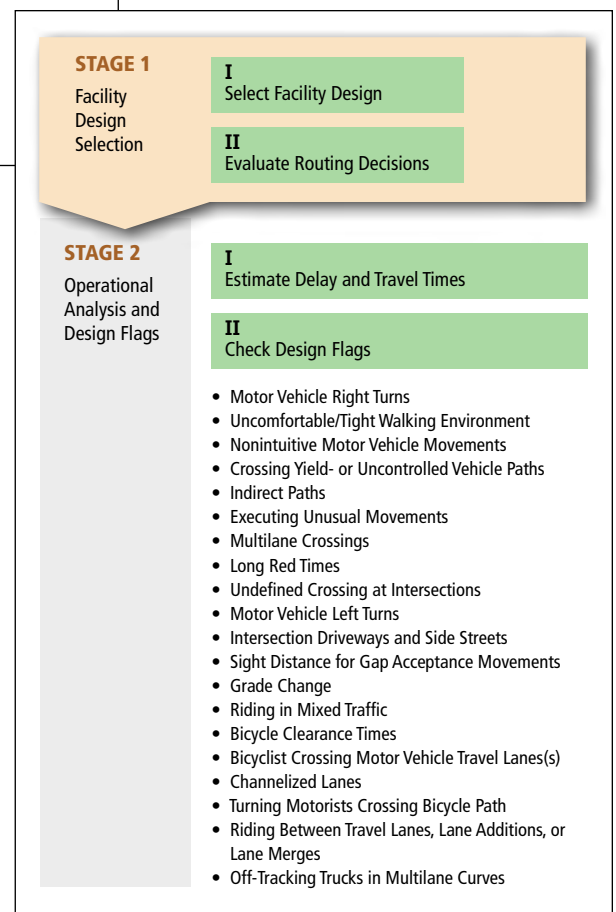 STAGE 1
Facility
Design
Selection
I
Select Facility Design
II
Evaluate Routing Decisions
STAGE 2
Operational
Analysis and
Design Flags
I
Estimate Delay and Travel Times
II
Check Design Flags
• Motor Vehicle Right Turns
• Uncomfortable/Tight Walking Environment
• Nonintuitive Motor Vehicle Movements
• Crossing Yield- or Uncontrolled Vehicle Paths
• Indirect Paths
• Executing Unusual Movements
• Multilane Crossings
• Long Red Times
• Undefined Crossing at Intersections
• Motor Vehicle Left Turns
• Intersection Driveways and Side Streets
• Sight Distance for Gap Acceptance Movements
• Grade Change
• Riding in Mixed Traffic
• Bicycle Clearance Times
• Bicyclist Crossing Motor Vehicle Travel Lanes(s)
• Channelized Lanes
• Turning Motorists Crossing Bicycle Path
• Riding Between Travel Lanes, Lane Additions, or
Lane Merges
• Off-Tracking Trucks in Multilane Curves